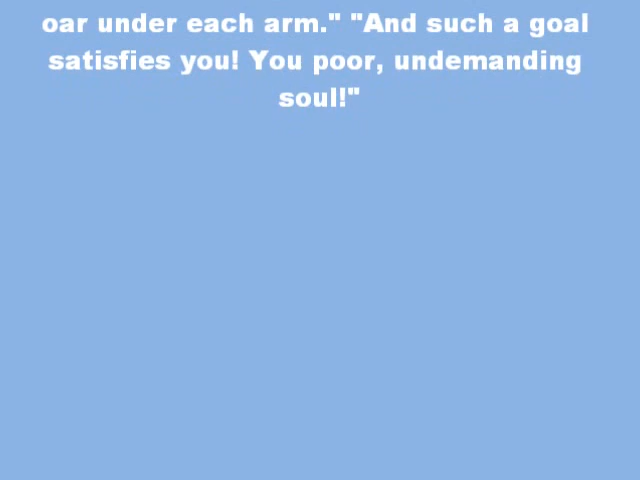 oar under each arm." "And such a goal
satisfies you! You poor, undemanding
soul!"